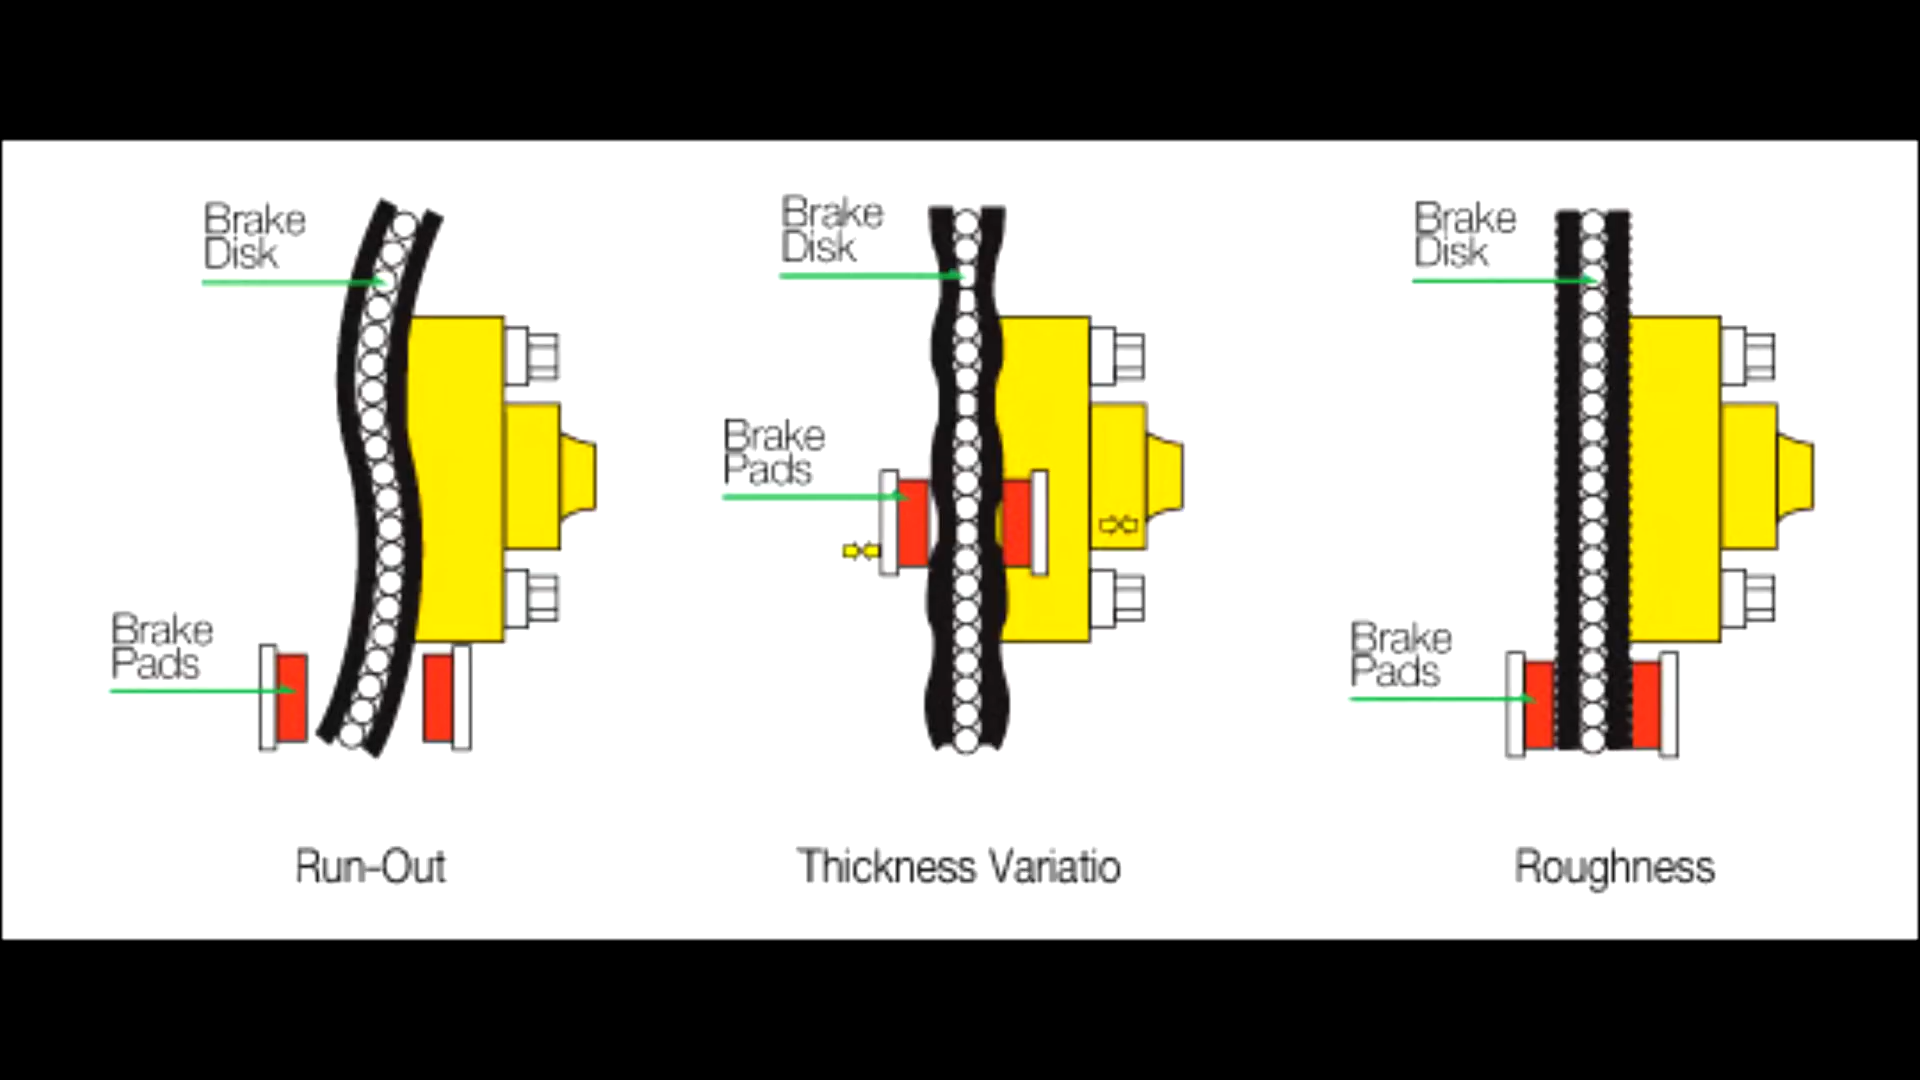 Brake
Disk
Brake
Pads
Run-Out
Brake
Disk
Brake
Pads
Thickness Variatio
Brake
Disk
Brake
Pads
Roughness